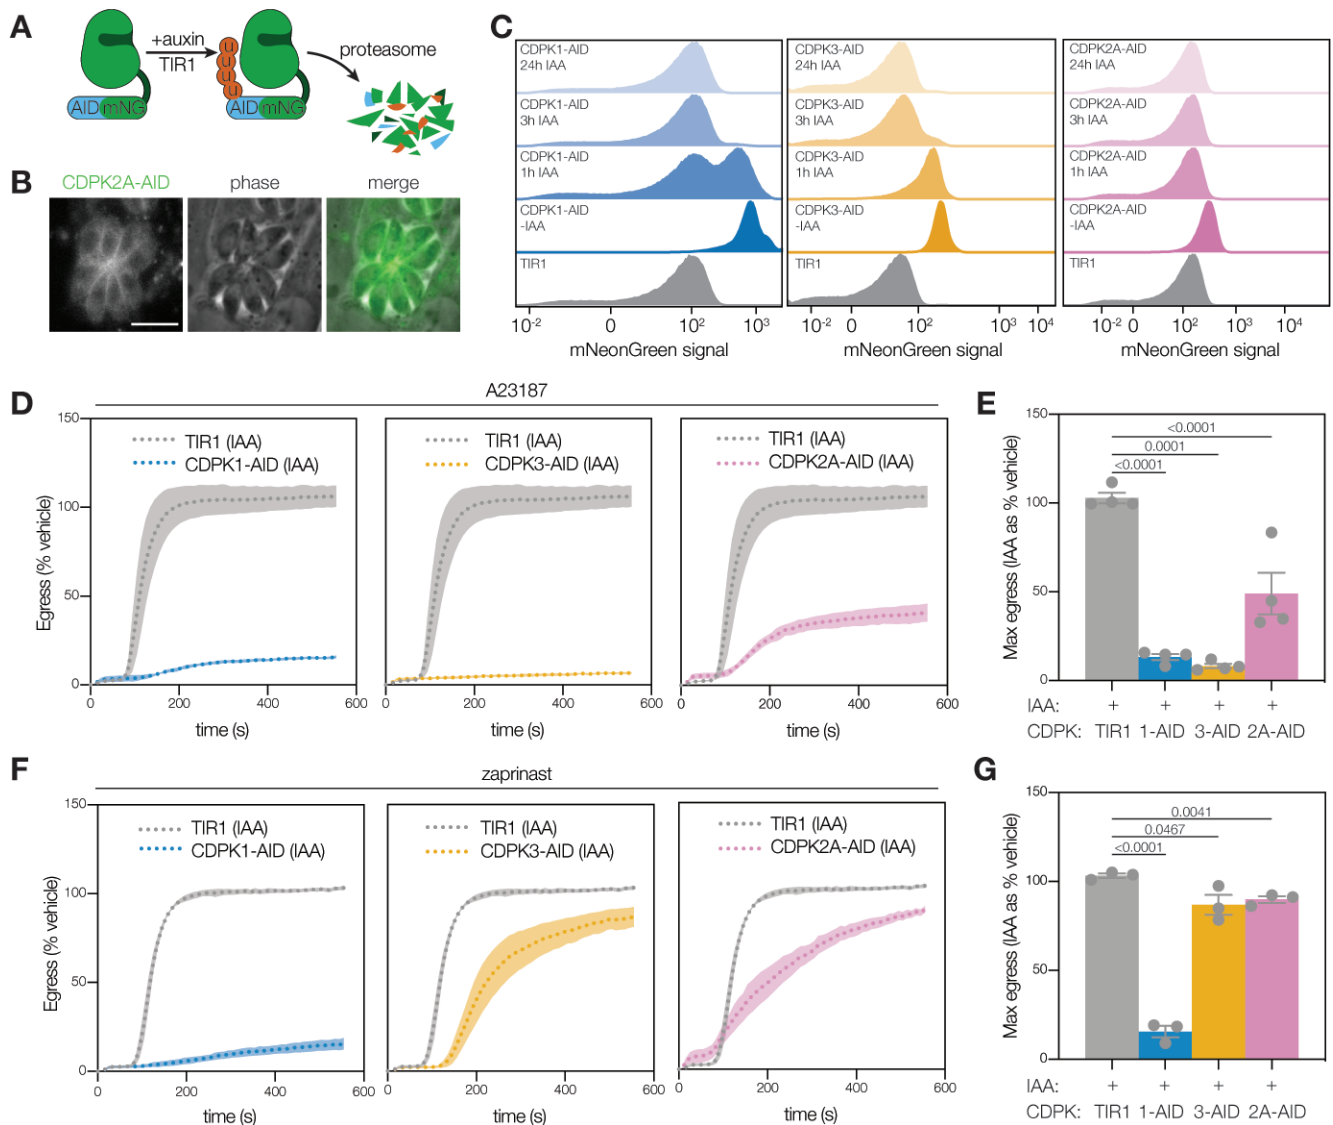 A
+auxin
TIR1
proteasome
u
u
u
u
AID mNG
AID mNG
B
CDPK2A-AID
phase
merge
C
CDPK1-AID
24h IAA
CDPK1-AID
3h IAA
CDPK1-AID
1h IAA
CDPK1-AID
-IAA
TIR1
10-2
0
102
103
mNeonGreen signal
CDPK3-AID
24h IAA
CDPK3-AID
3h IAA
CDPK3-AID
1h IAA
CDPK3-AID
-IAA
TIR1
10-2
0
102
103
104
mNeonGreen signal
CDPK2A-AID
24h IAA
CDPK2A-AID
3h IAA
CDPK2A-AID
1h IAA
CDPK2A-AID
-IAA
TIR1
10-2
0
102
103
104
mNeonGreen signal
D
A23187
Egress (% vehicle)
150
100
50
0
TIR1 (IAA)
CDPK1-AID (IAA)
0 200 400 600
time (s)
TIR1 (IAA)
CDPK3-AID (IAA)
0 200 400 600
time (s)
TIR1 (IAA)
CDPK2A-AID (IAA)
0 200 400 600
time (s)
E
Max egress (IAA as % vehicle)
150
100
50
0
<0.0001
0.0001
<0.0001
IAA: + + + +
CDPK: TIR1 1-AID 3-AID 2A-AID
F
zaprinast
Egress (% vehicle)
150
100
50
0
TIR1 (IAA)
CDPK1-AID (IAA)
0 200 400 600
time (s)
TIR1 (IAA)
CDPK3-AID (IAA)
0 200 400 600
time (s)
TIR1 (IAA)
CDPK2A-AID (IAA)
0 200 400 600
time (s)
G
Max egress (IAA as % vehicle)
150
100
50
0
0.0041
0.0467
<0.0001
IAA: + + + +
CDPK: TIR1 1-AID 3-AID 2A-AID